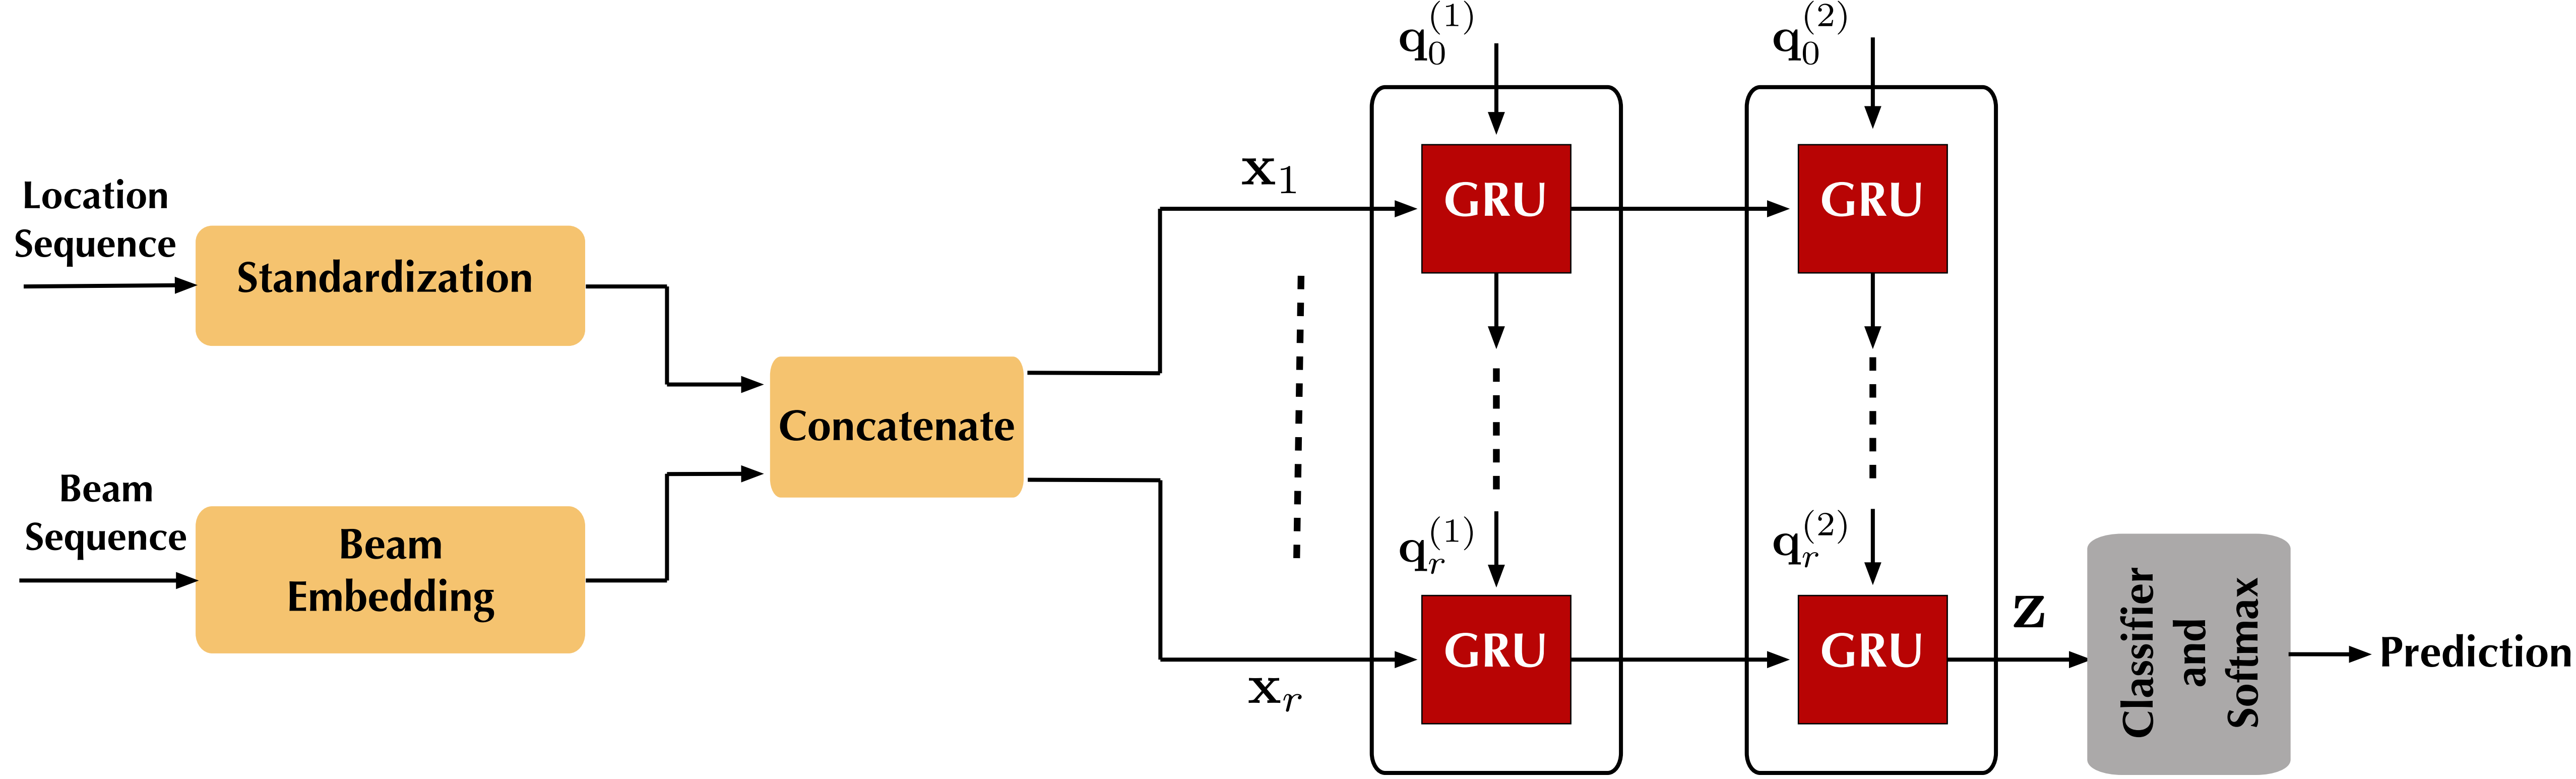 Location
Sequence
Standardization
Beam
Sequence
Beam
Embedding
Concatenate
x₁
xᵣ
q₀⁽¹⁾
GRU
qᵣ⁽¹⁾
GRU
q₀⁽²⁾
GRU
qᵣ⁽²⁾
GRU
z
Classifier
and
Softmax
Prediction